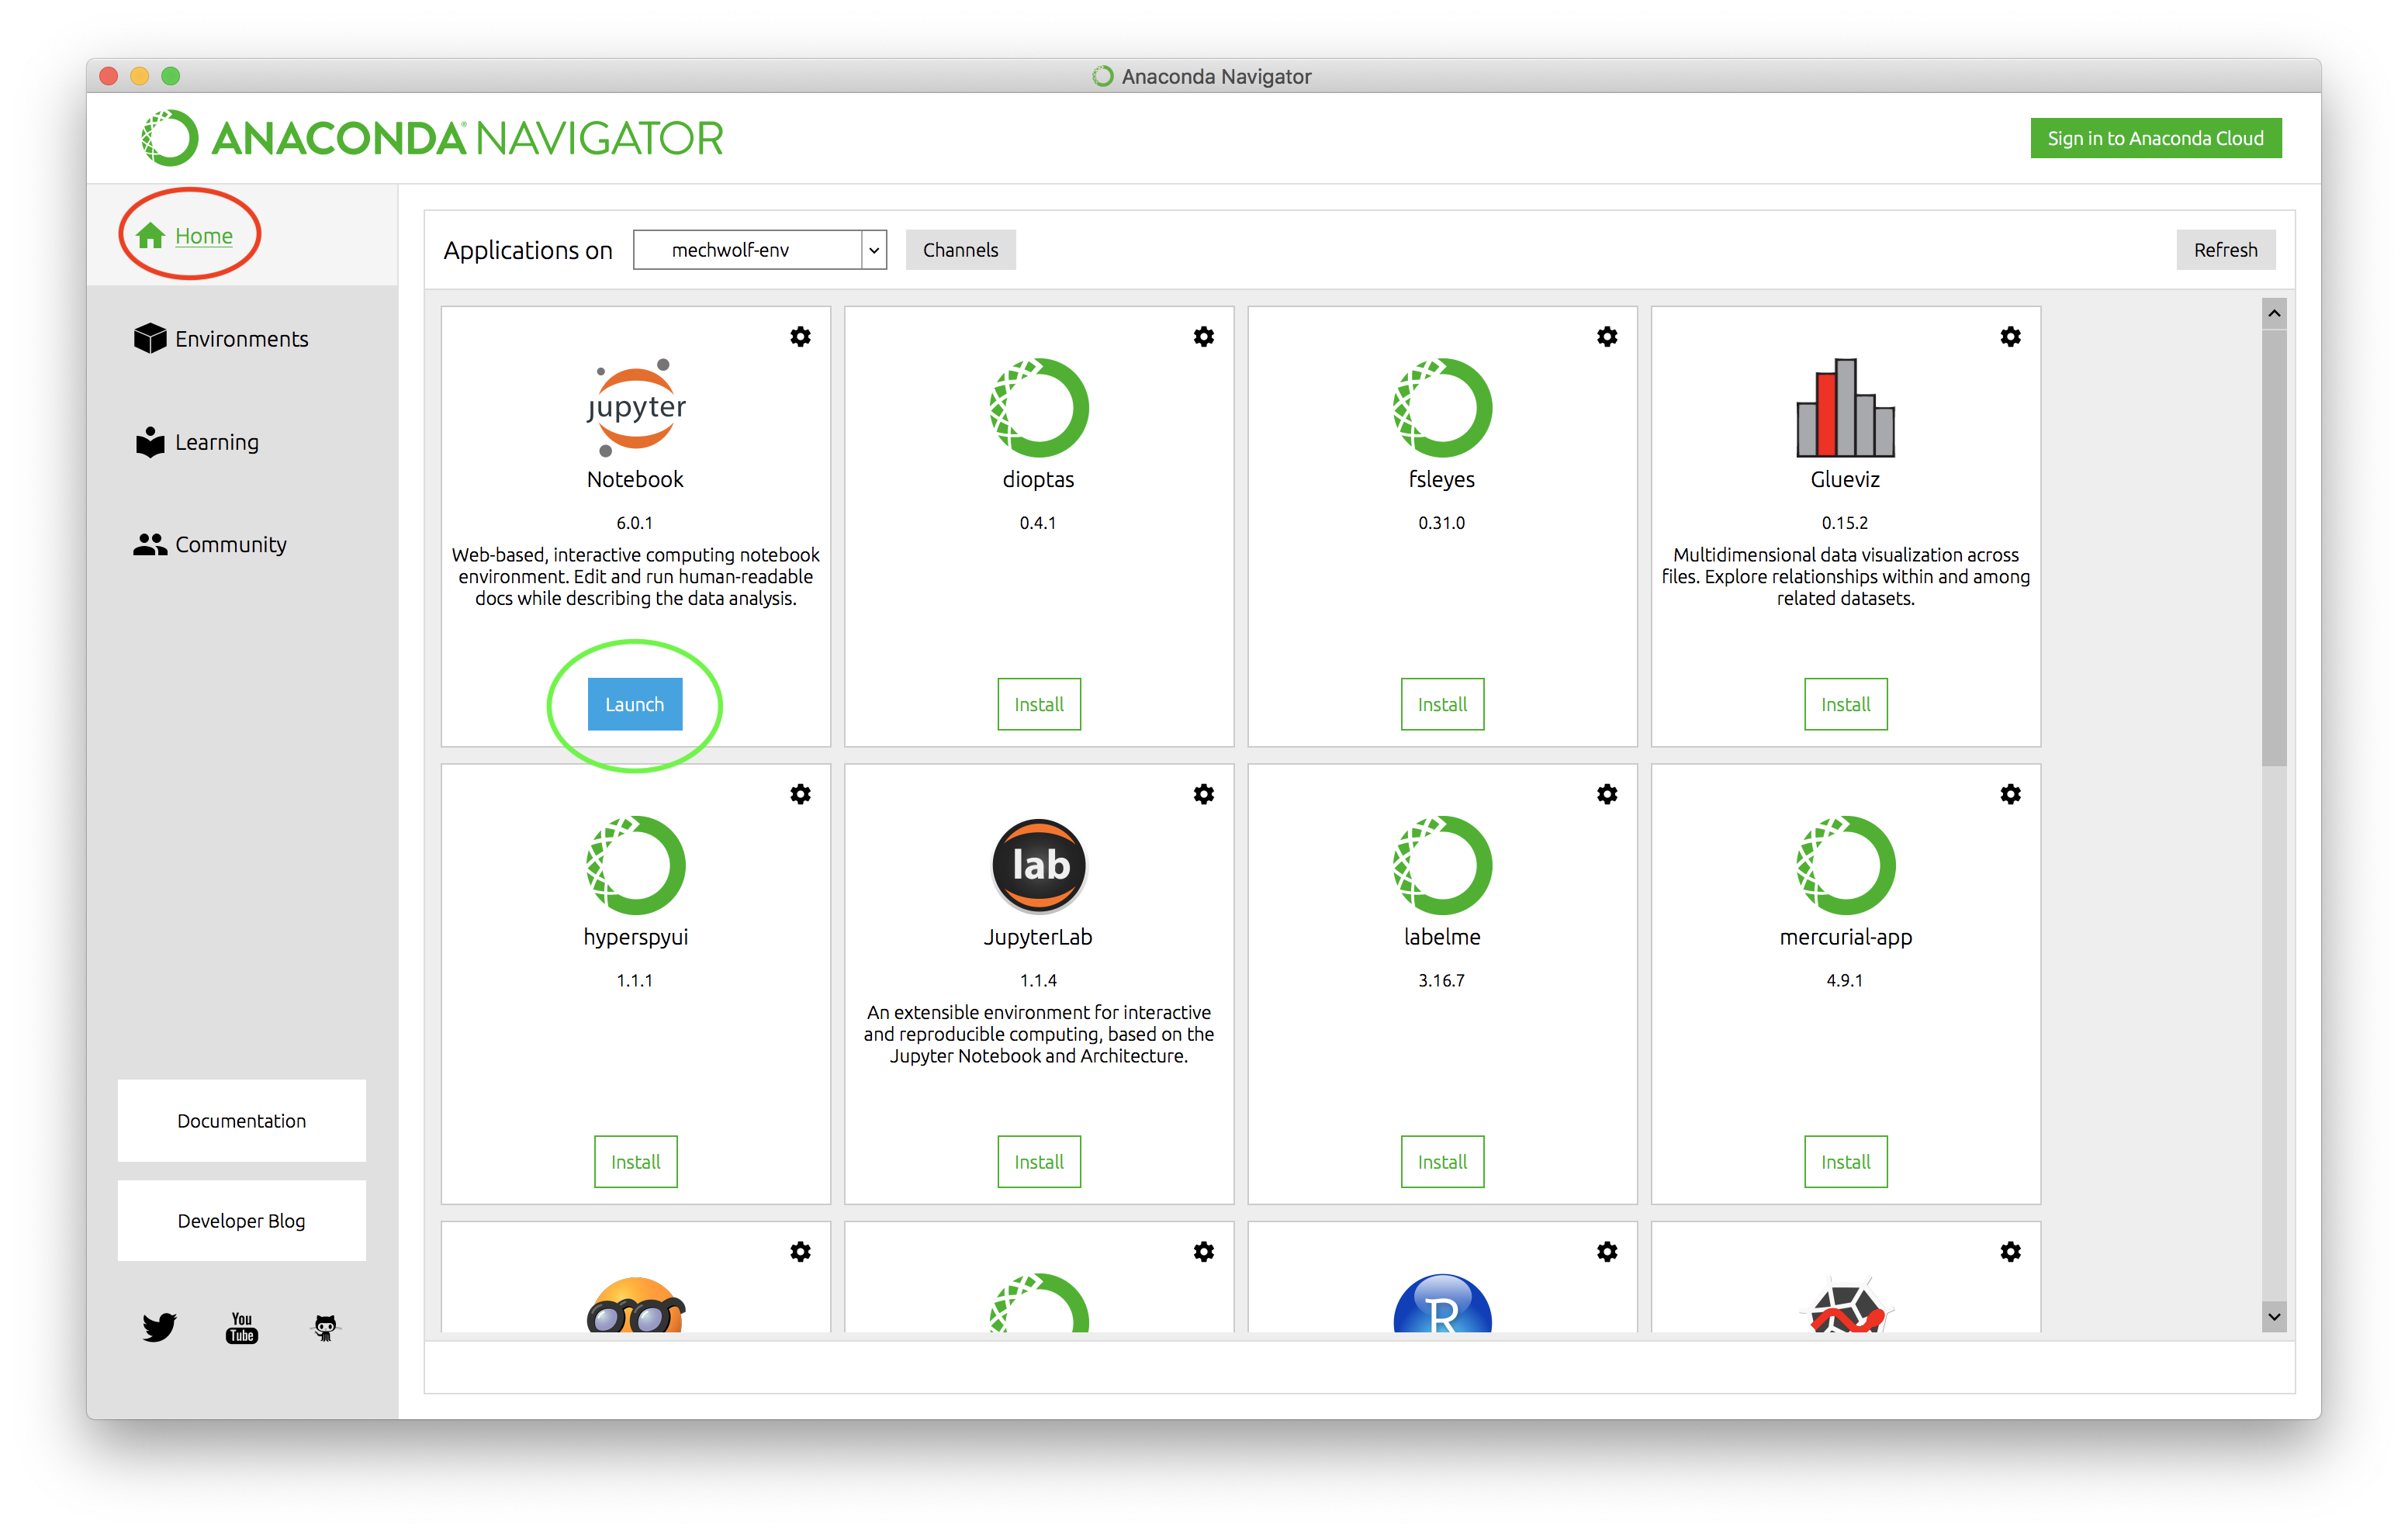 Anaconda Navigator
ANACONDA® NAVIGATOR
Sign in to Anaconda Cloud
Home
Environments
Learning
Community
Documentation
Developer Blog
You
Tube
Applications on
mechwolf-env
Channels
Refresh
jupyter
Notebook
6.0.1
Web-based, interactive computing notebook
environment. Edit and run human-readable
docs while describing the data analysis.
Launch
dioptas
0.4.1
Install
fsleyes
0.31.0
Install
Glueviz
0.15.2
Multidimensional data visualization across
files. Explore relationships within and among
related datasets.
Install
hyperspyui
1.1.1
Install
lab
JupyterLab
1.1.4
An extensible environment for interactive
and reproducible computing, based on the
Jupyter Notebook and Architecture.
Install
labelme
3.16.7
Install
mercurial-app
4.9.1
Install
R